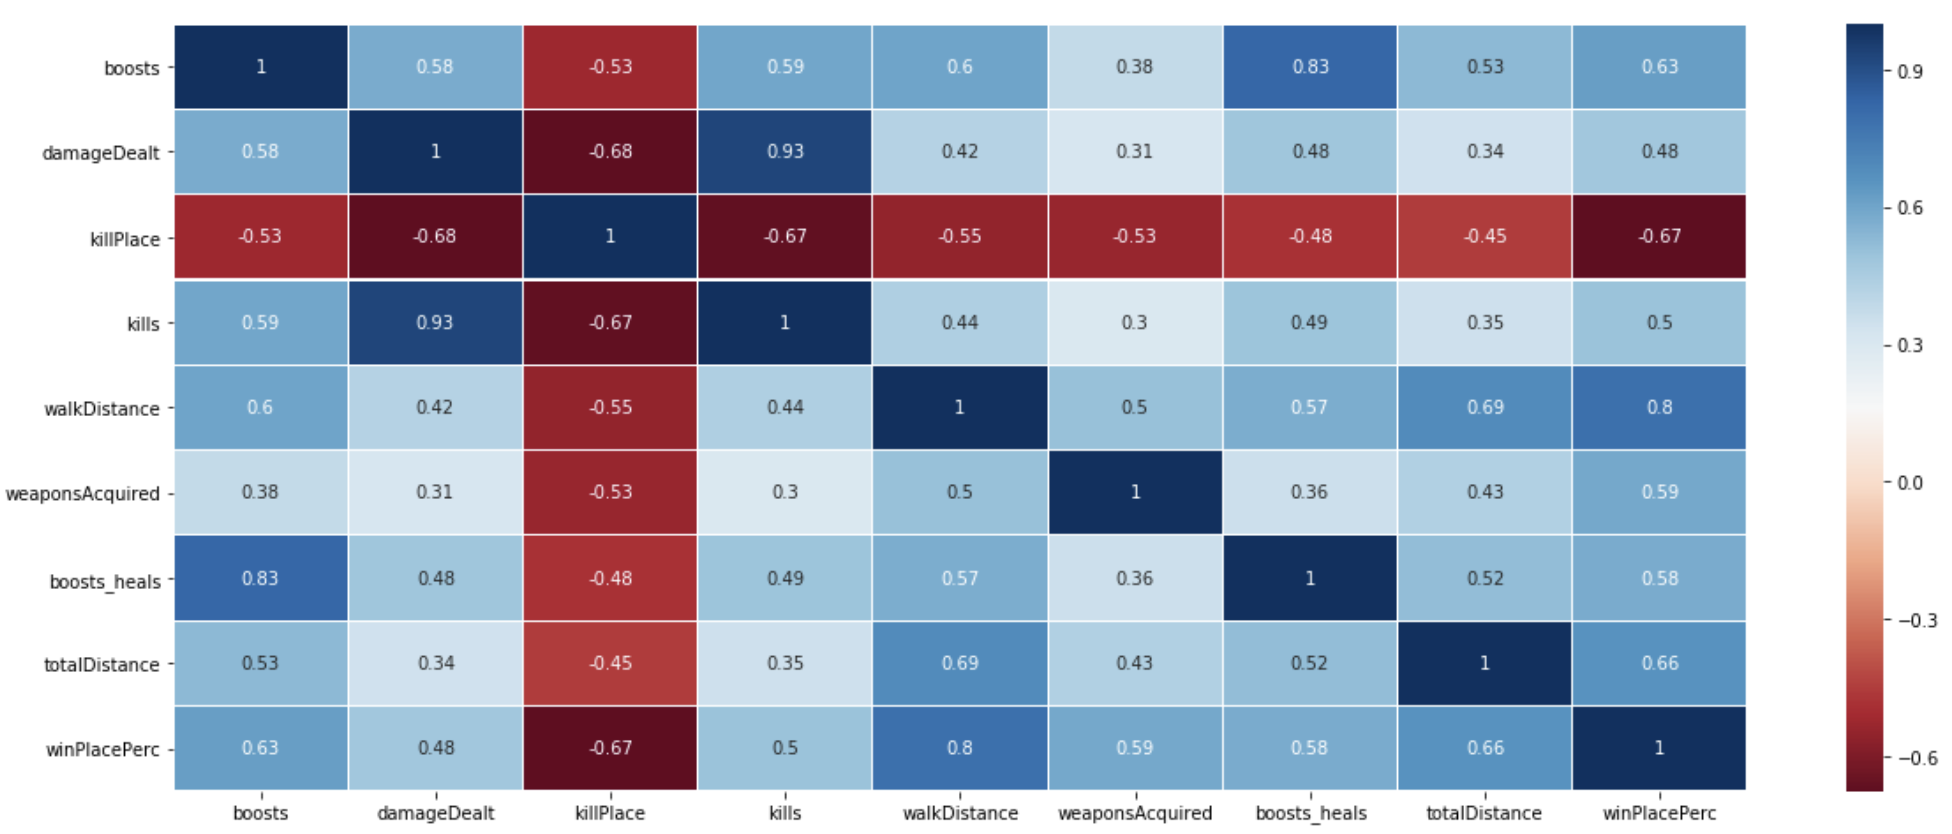 boosts 1 0.58 -0.53 0.59 0.6 0.38 0.83 0.53 0.63
damageDealt 0.58 1 -0.68 0.93 0.42 0.31 0.48 0.34 0.48
killPlace -0.53 -0.68 1 -0.67 -0.55 -0.53 -0.48 -0.45 -0.67
kills 0.59 0.93 -0.67 1 0.44 0.3 0.49 0.35 0.5
walkDistance 0.6 0.42 -0.55 0.44 1 0.5 0.57 0.69 0.8
weaponsAcquired 0.38 0.31 -0.53 0.3 0.5 1 0.36 0.43 0.59
boosts_heals 0.83 0.48 -0.48 0.49 0.57 0.36 1 0.52 0.58
totalDistance 0.53 0.34 -0.45 0.35 0.69 0.43 0.52 1 0.66
winPlacePerc 0.63 0.48 -0.67 0.5 0.8 0.59 0.58 0.66 1
boosts damageDealt killPlace kills walkDistance weaponsAcquired boosts_heals totalDistance winPlacePerc
0.9
0.6
0.3
0.0
−0.3
−0.6